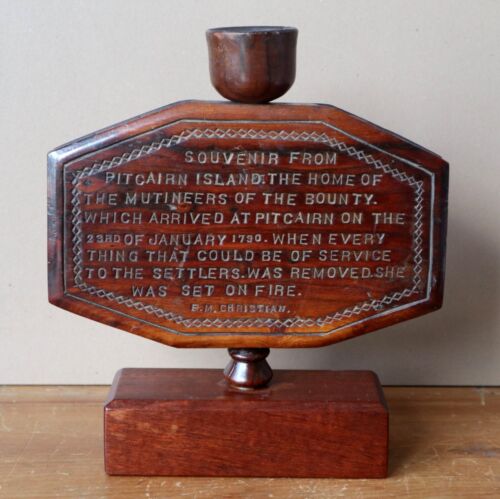 SOUVENIR FROM
PITCAIRN ISLAND. THE HOME OF
THE MUTINEERS OF THE BOUNTY.
WHICH ARRIVED AT PITCAIRN ON THE
23RD OF JANUARY 1790. WHEN EVERY
THING THAT COULD BE OF SERVICE
TO THE SETTLERS. WAS REMOVED. SHE
WAS SET ON FIRE.
F. M. CHRISTIAN.